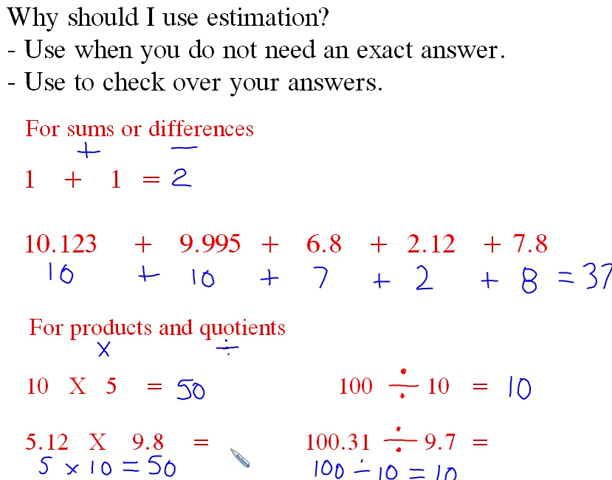 Why should I use estimation?
- Use when you do not need an exact answer.
- Use to check over your answers.
For sums or differences
+ −
1 + 1 = 2
10.123 + 9.995 + 6.8 + 2.12 + 7.8
10 + 10 + 7 + 2 + 8 = 37
For products and quotients
x ÷
10 X 5 = 50 100 ÷ 10 = 10
5.12 X 9.8 = 100.31 ÷ 9.7 =
5 x 10 = 50 100 ÷ 10 = 10